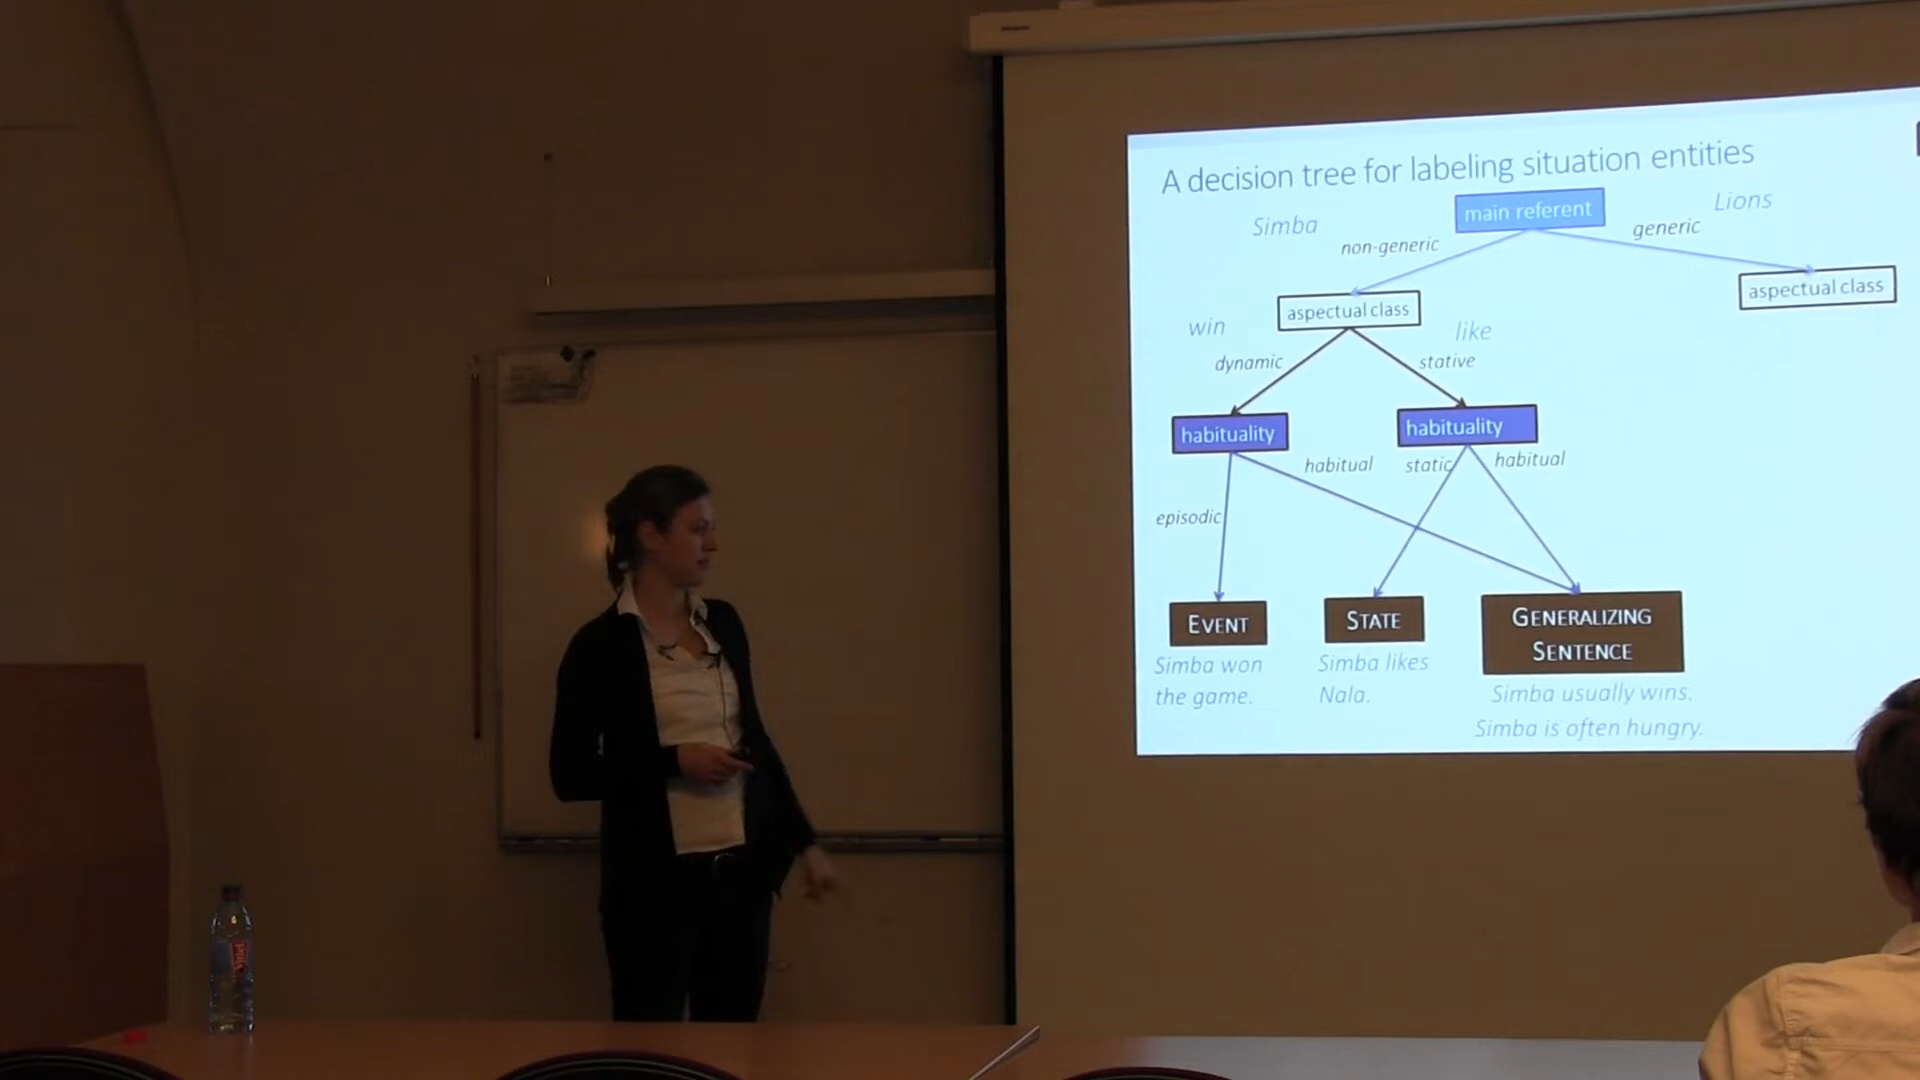 A decision tree for labeling situation entities
Simba
main referent
Lions
non-generic
generic
aspectual class
aspectual class
win
like
dynamic
stative
habituality
habituality
habitual
static
habitual
episodic
EVENT
STATE
GENERALIZING
SENTENCE
Simba won
the game.
Simba likes
Nala.
Simba usually wins.
Simba is often hungry.
Vittel